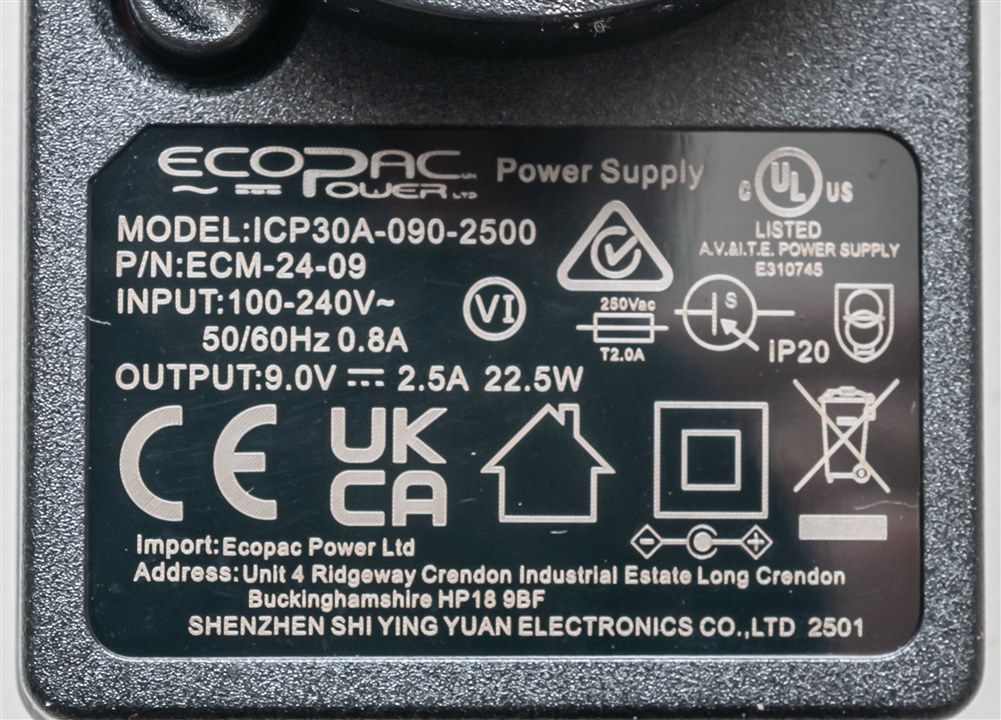 ECOPAC UK Power Supply
POWER LTD
c UL US
LISTED
A.V.&I.T.E. POWER SUPPLY
E310745
MODEL:ICP30A-090-2500
P/N:ECM-24-09
INPUT:100-240V~
50/60Hz 0.8A
VI
250Vac
T2.0A
S
iP20
OUTPUT:9.0V ⎓ 2.5A 22.5W
CE
UK
CA
Import:Ecopac Power Ltd
Address:Unit 4 Ridgeway Crendon Industrial Estate Long Crendon
Buckinghamshire HP18 9BF
SHENZHEN SHI YING YUAN ELECTRONICS CO.,LTD 2501